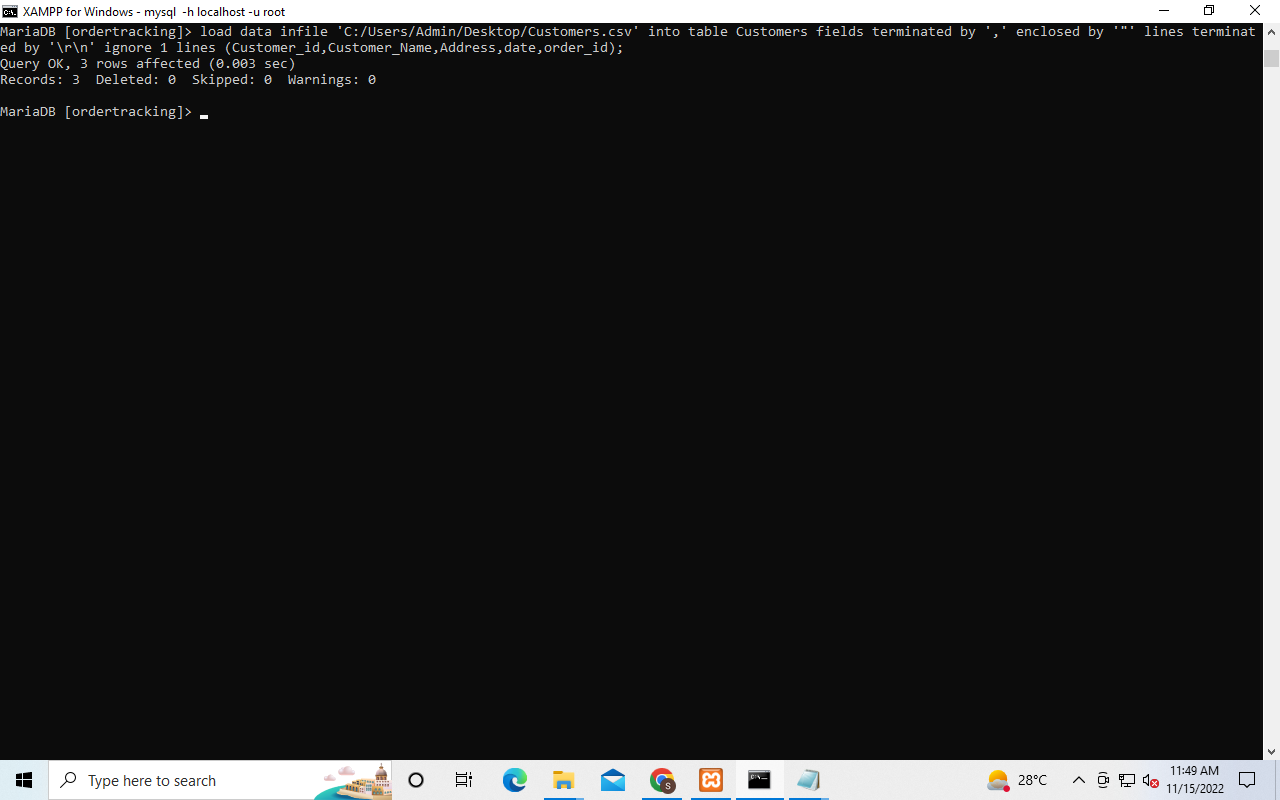 XAMPP for Windows - mysql  -h localhost -u root
MariaDB [ordertracking]> load data infile 'C:/Users/Admin/Desktop/Customers.csv' into table Customers fields terminated by ',' enclosed by '"' lines terminat
ed by '\r\n' ignore 1 lines (Customer_id,Customer_Name,Address,date,order_id);
Query OK, 3 rows affected (0.003 sec)
Records: 3  Deleted: 0  Skipped: 0  Warnings: 0
MariaDB [ordertracking]>
Type here to search
S
28°C
11:49 AM
11/15/2022